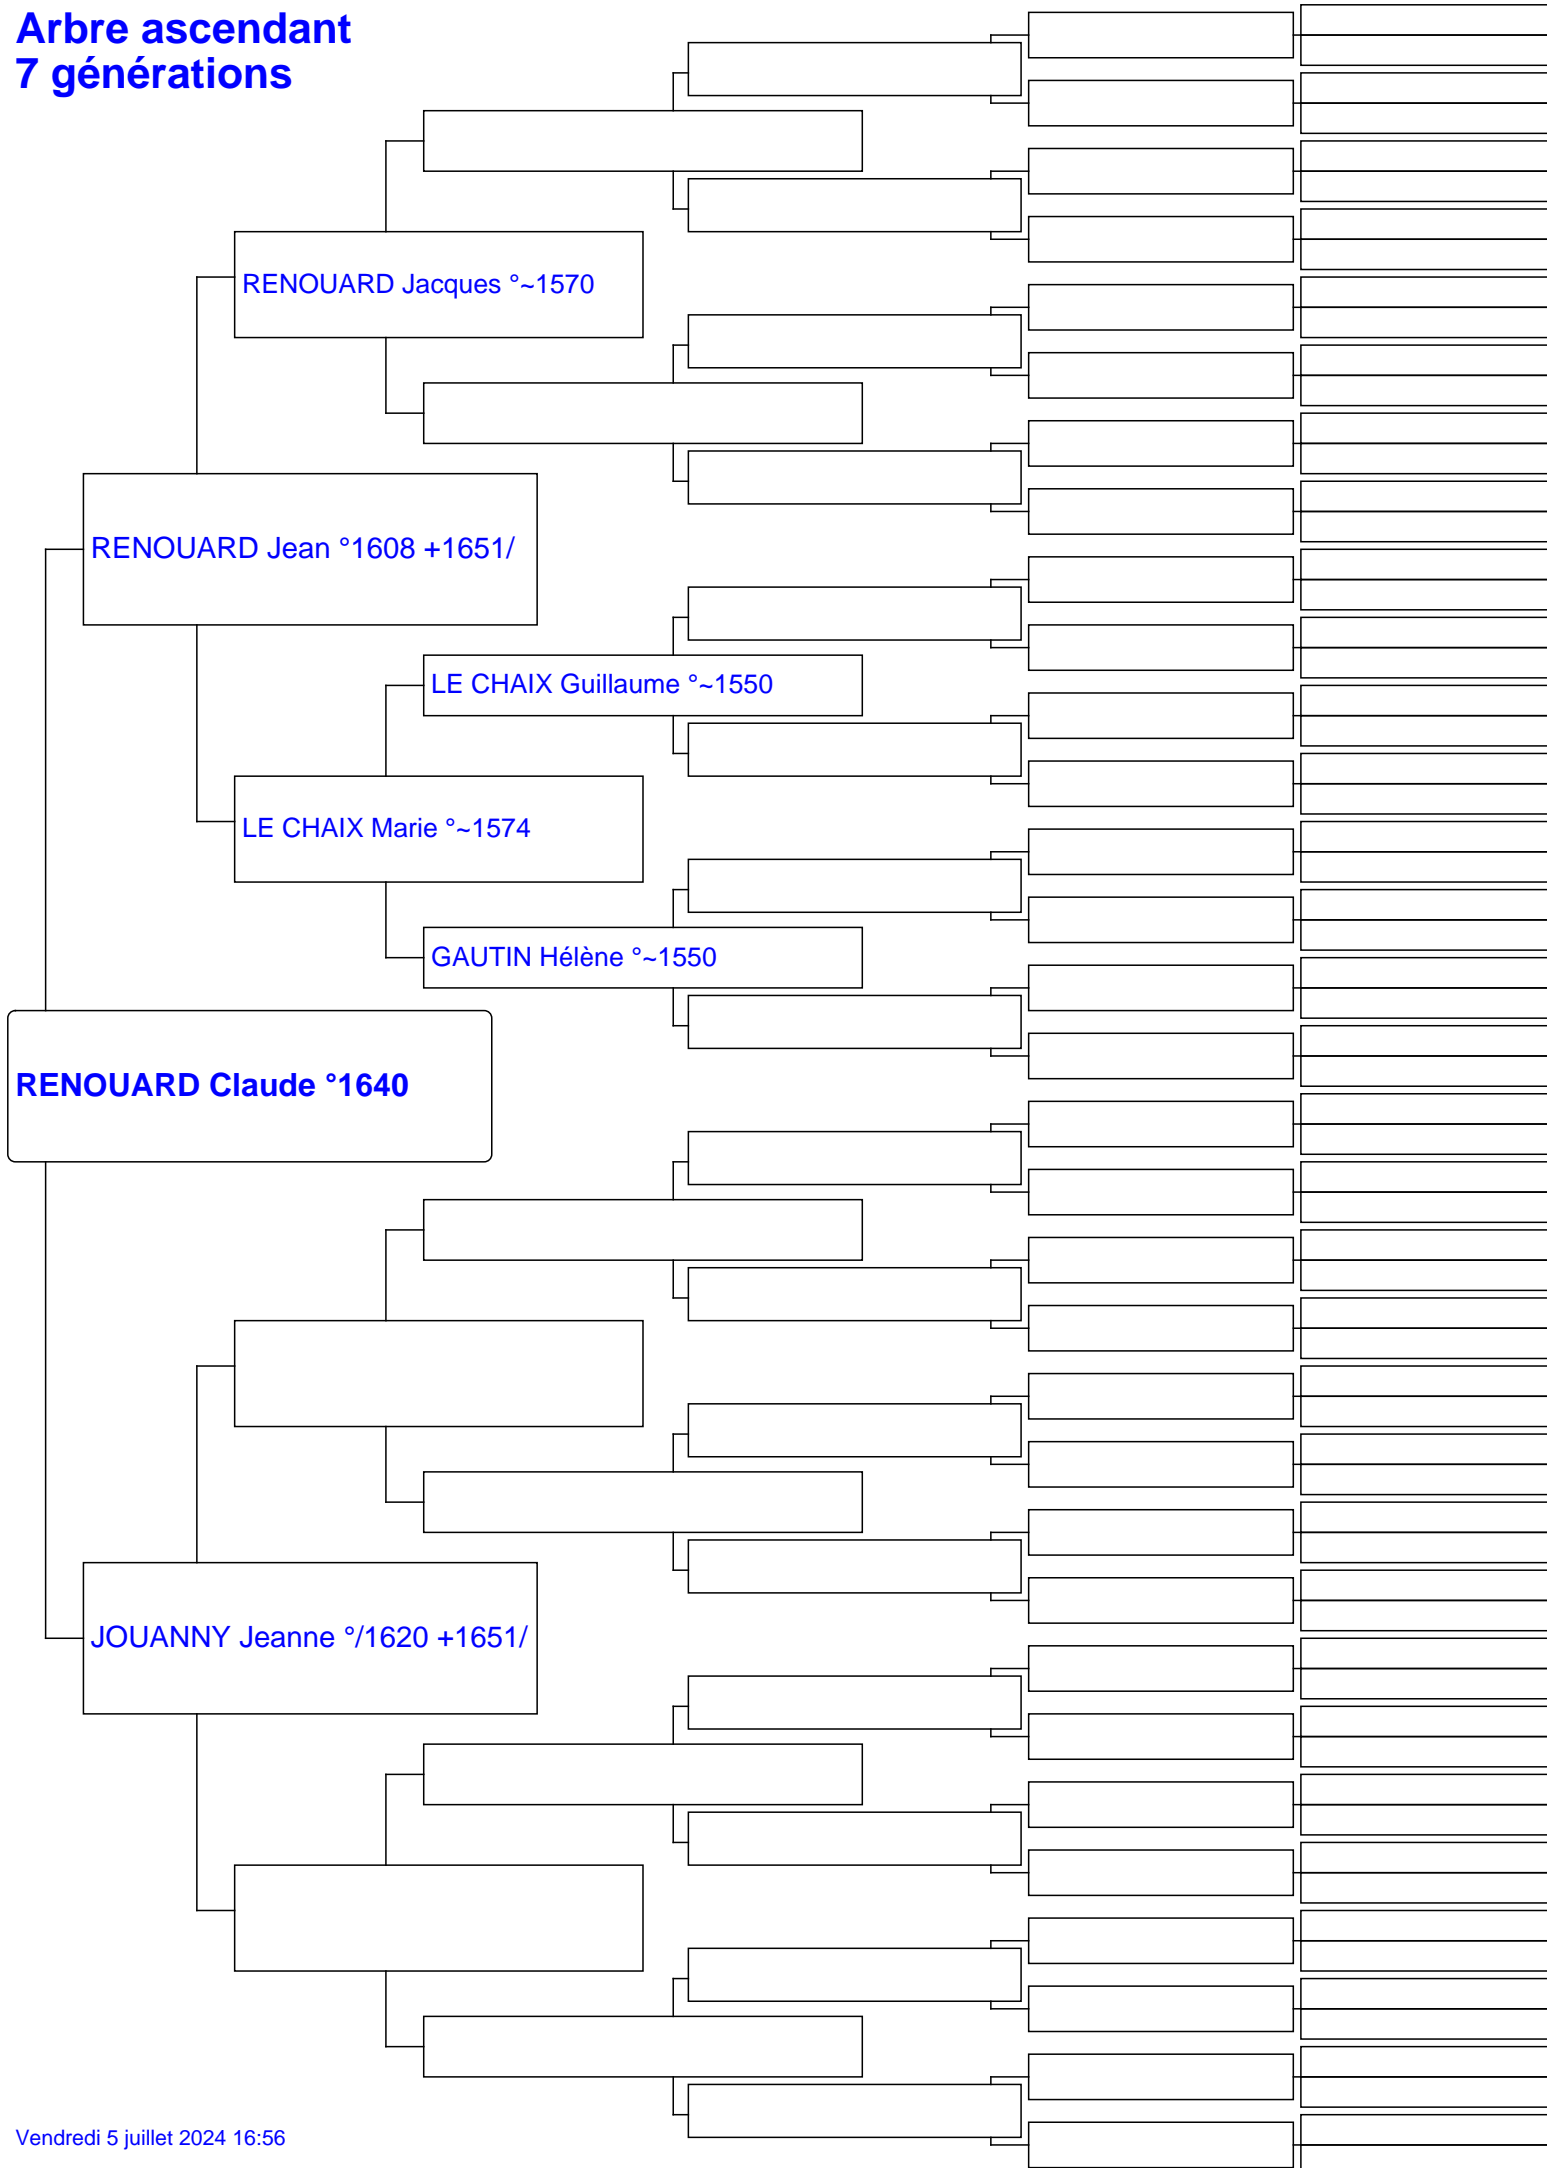 Arbre ascendant
7 générations
RENOUARD Jacques °~1570
RENOUARD Jean °1608 +1651/
LE CHAIX Guillaume °~1550
LE CHAIX Marie °~1574
GAUTIN Hélène °~1550
RENOUARD Claude °1640
JOUANNY Jeanne °/1620 +1651/
Vendredi 5 juillet 2024 16:56